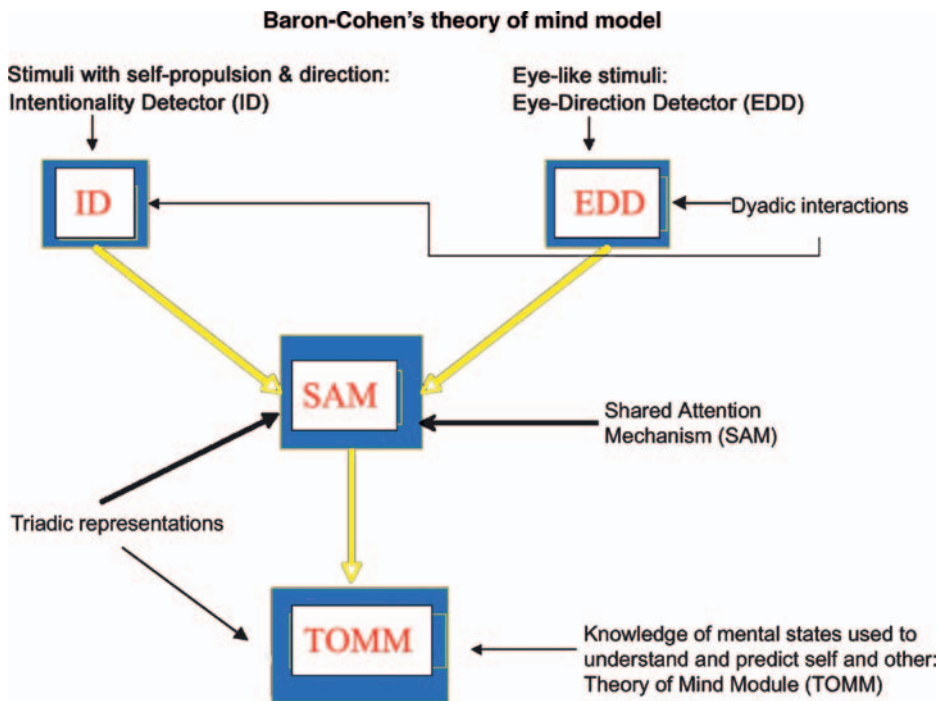 Baron-Cohen's theory of mind model
Stimuli with self-propulsion & direction:
Intentionality Detector (ID)
Eye-like stimuli:
Eye-Direction Detector (EDD)
ID
EDD
Dyadic interactions
SAM
Shared Attention
Mechanism (SAM)
Triadic representations
TOMM
Knowledge of mental states used to
understand and predict self and other:
Theory of Mind Module (TOMM)